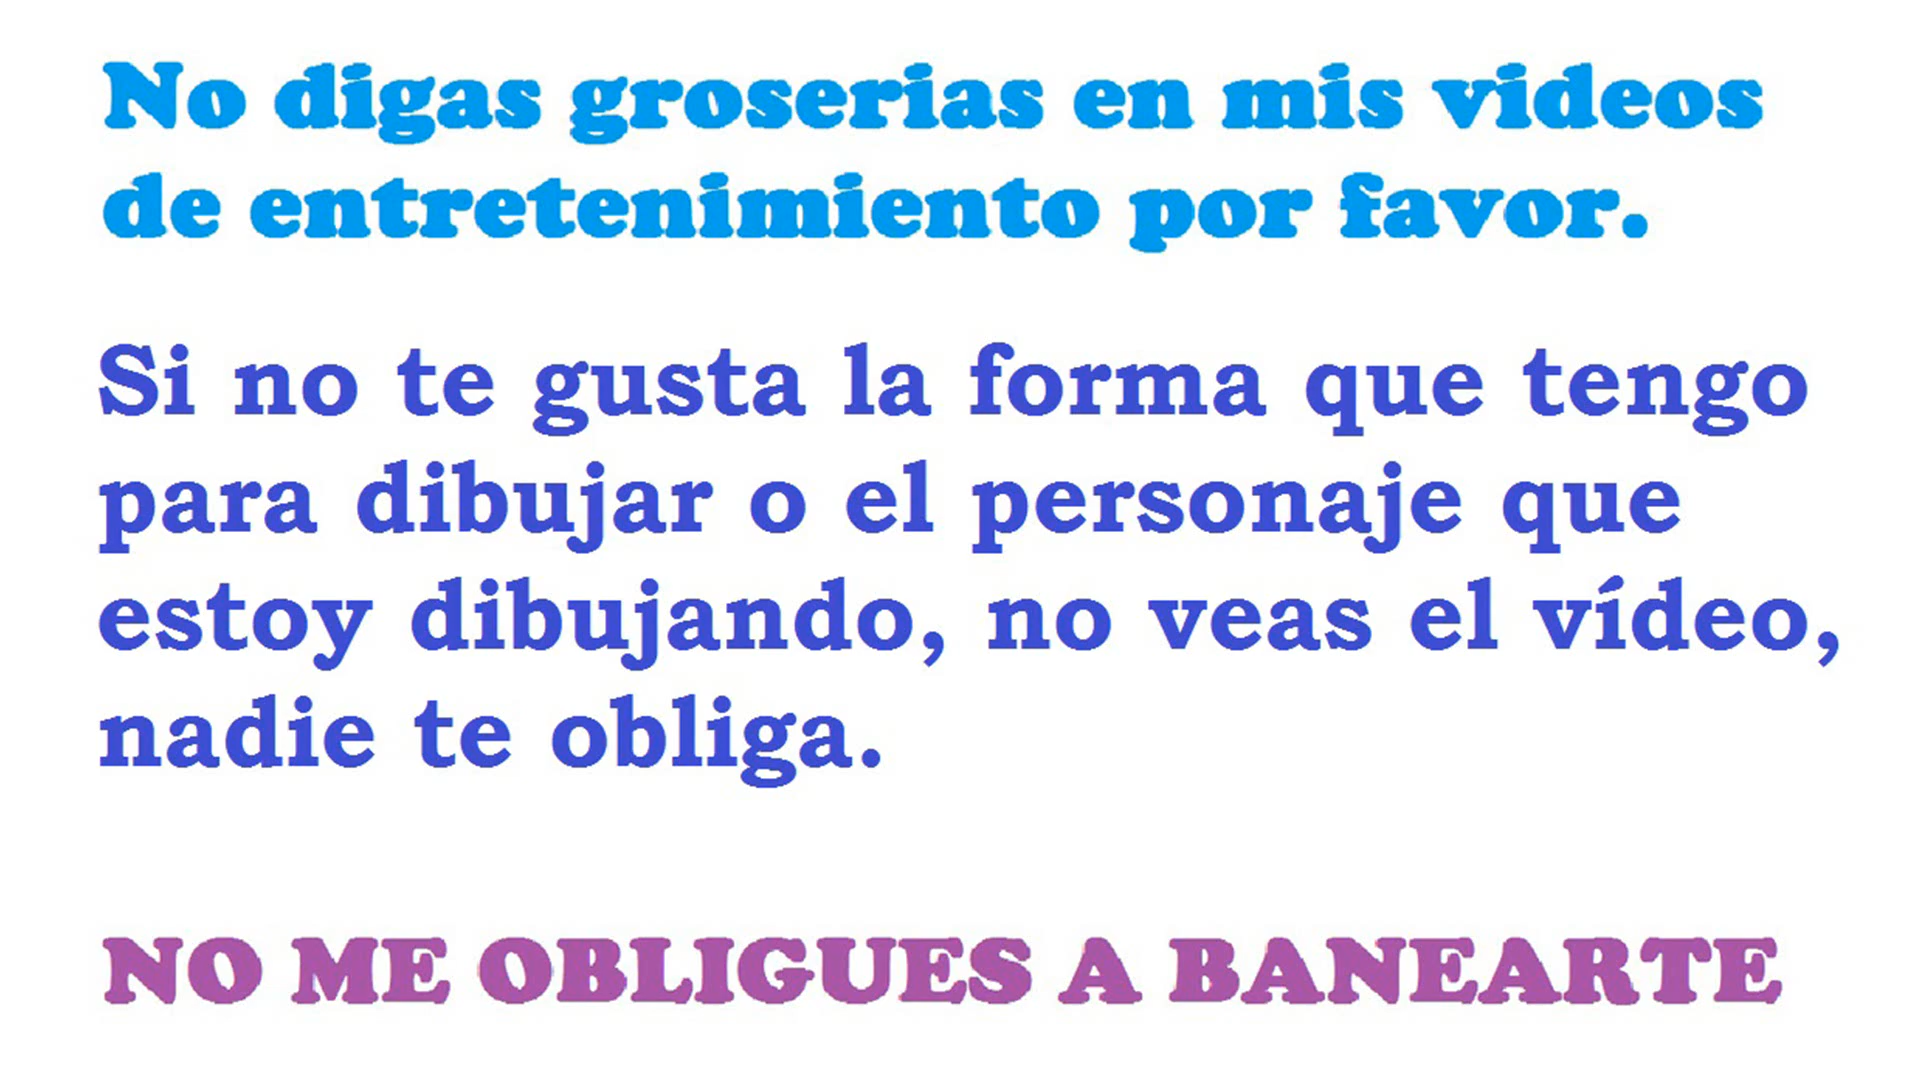 No digas groserias en mis videos
de entretenimiento por favor.
Si no te gusta la forma que tengo
para dibujar o el personaje que
estoy dibujando, no veas el vídeo,
nadie te obliga.
NO ME OBLIGUES A BANEARTE